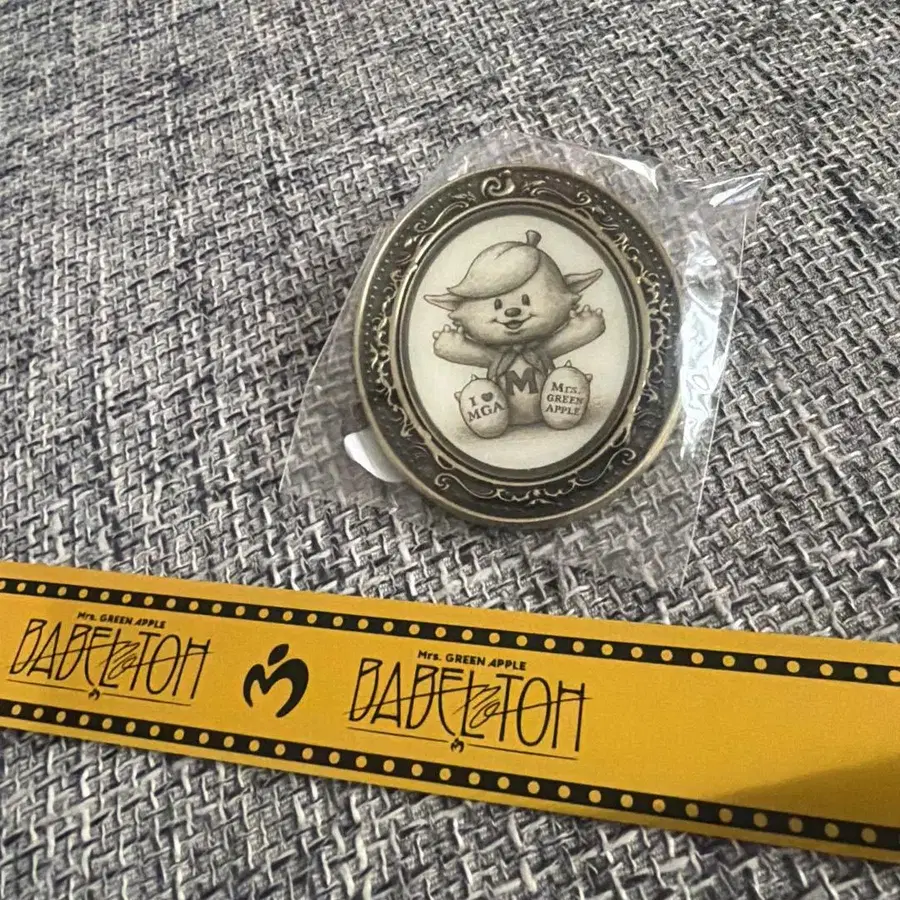 M
I ♥
MGA
Mrs.
GREEN
APPLE
Mrs. GREEN APPLE
BABEL no TOH
Mrs. GREEN APPLE
BABEL no TOH